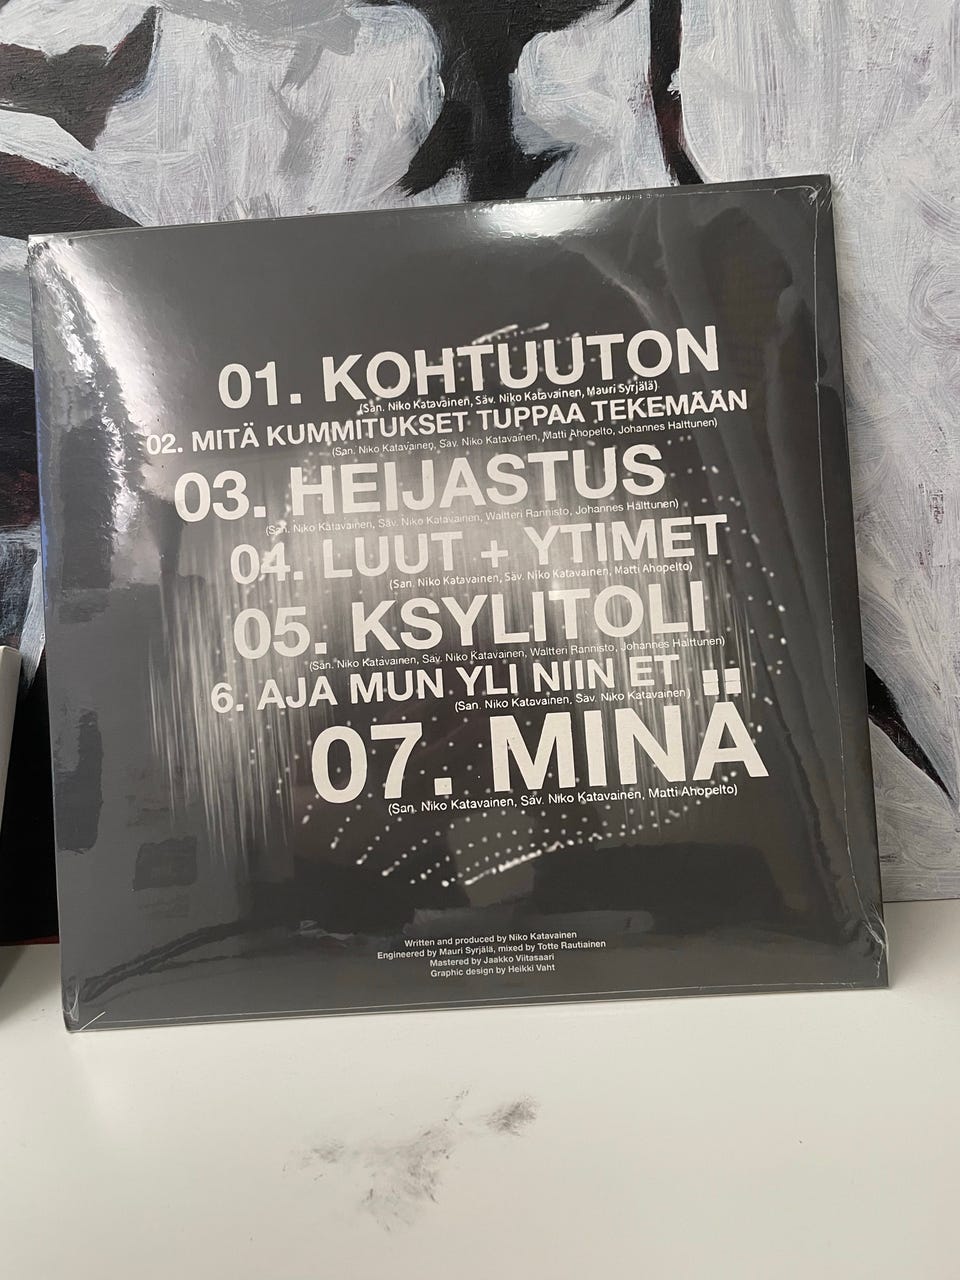 01. KOHTUUTON
(San. Niko Katavainen, Säv. Niko Katavainen, Mauri Syrjälä)
02. MITÄ KUMMITUKSET TUPPAA TEKEMÄÄN
(San. Niko Katavainen, Säv. Niko Katavainen, Matti Ahopelto, Johannes Halttunen)
03. HEIJASTUS
(San. Niko Katavainen, Säv. Niko Katavainen, Waltteri Rannisto, Johannes Halttunen)
04. LUUT + YTIMET
(San. Niko Katavainen, Säv. Niko Katavainen, Matti Ahopelto)
05. KSYLITOLI
(San. Niko Katavainen, Säv. Niko Katavainen, Waltteri Rannisto, Johannes Halttunen)
6. AJA MUN YLI NIIN ET
(San. Niko Katavainen, Säv. Niko Katavainen)
07. MINÄ
(San. Niko Katavainen, Säv. Niko Katavainen, Matti Ahopelto)
Written and produced by Niko Katavainen
Engineered by Mauri Syrjälä, mixed by Totte Rautiainen
Mastered by Jaakko Viitasaari
Graphic design by Heikki Vaht